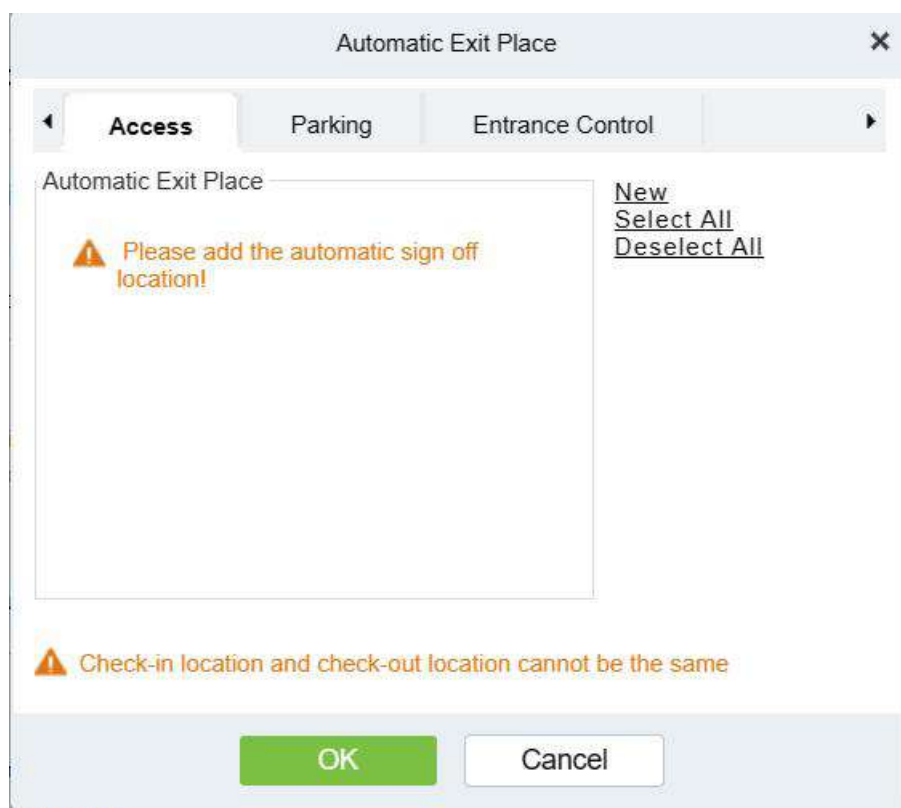 Automatic Exit Place
Access
Parking
Entrance Control
Automatic Exit Place
Please add the automatic sign off
location!
New
Select All
Deselect All
Check-in location and check-out location cannot be the same
OK
Cancel